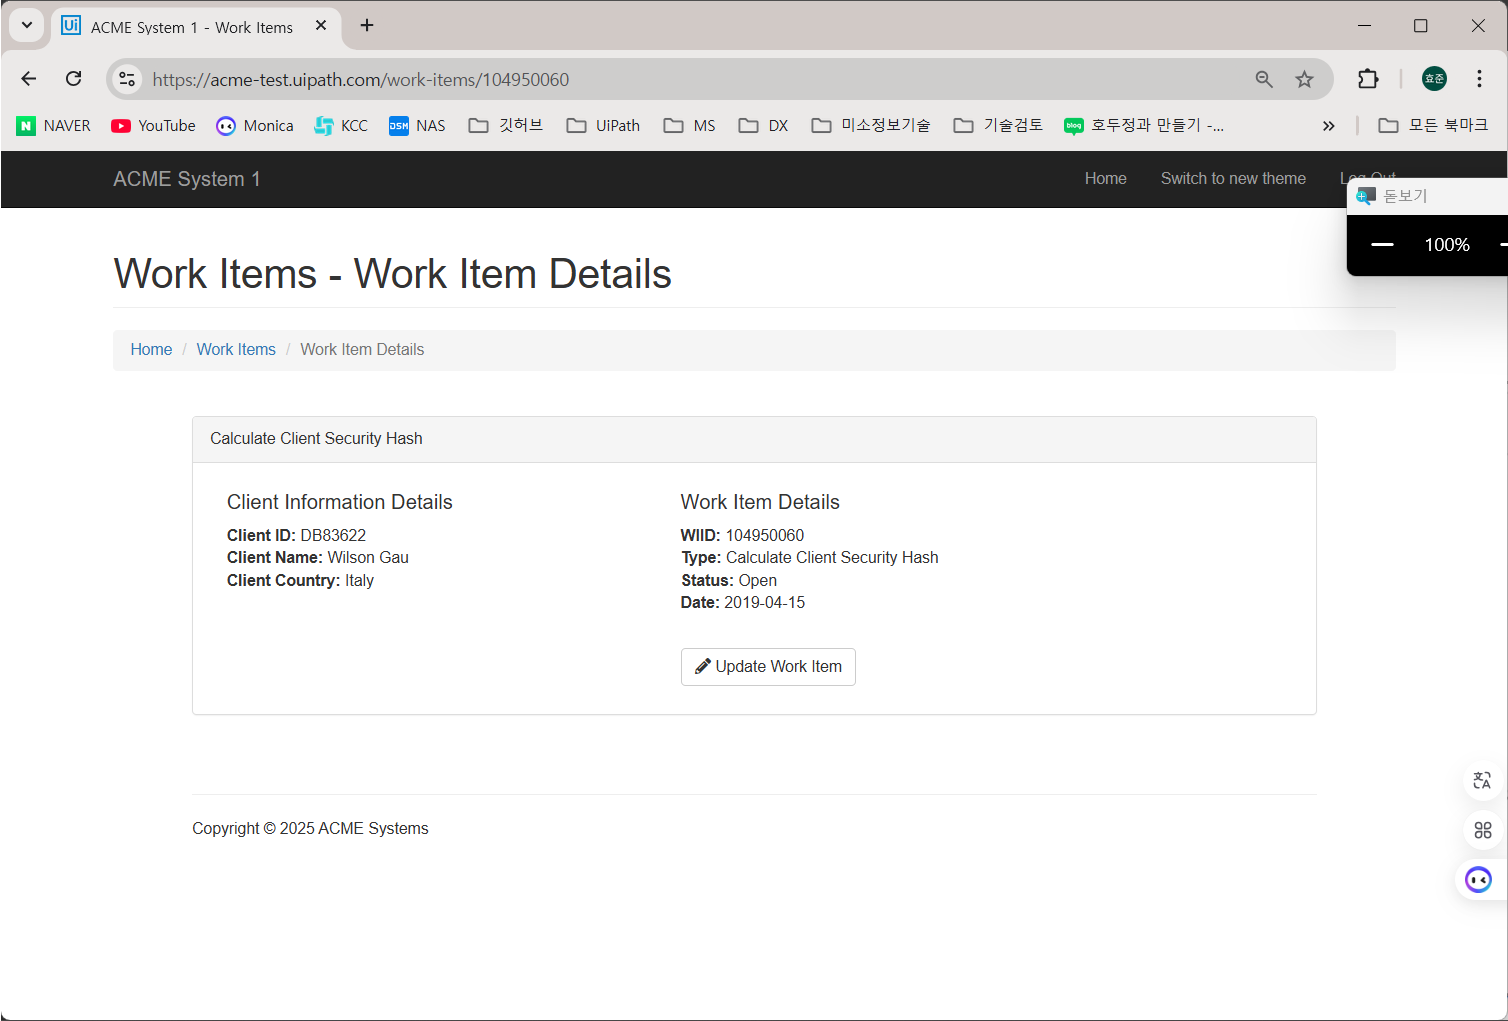 ACME System 1 - Work Items
https://acme-test.uipath.com/work-items/104950060
효준
NAVER YouTube Monica KCC DSM NAS 깃허브 UiPath MS DX 미소정보기술 기술검토 blog 호두정과 만들기 -... 모든 북마크
ACME System 1 Home Switch to new theme Log Out
돋보기
100%
Work Items - Work Item Details
Home / Work Items / Work Item Details
Calculate Client Security Hash
Client Information Details
Client ID: DB83622
Client Name: Wilson Gau
Client Country: Italy
Work Item Details
WIID: 104950060
Type: Calculate Client Security Hash
Status: Open
Date: 2019-04-15
Update Work Item
Copyright © 2025 ACME Systems